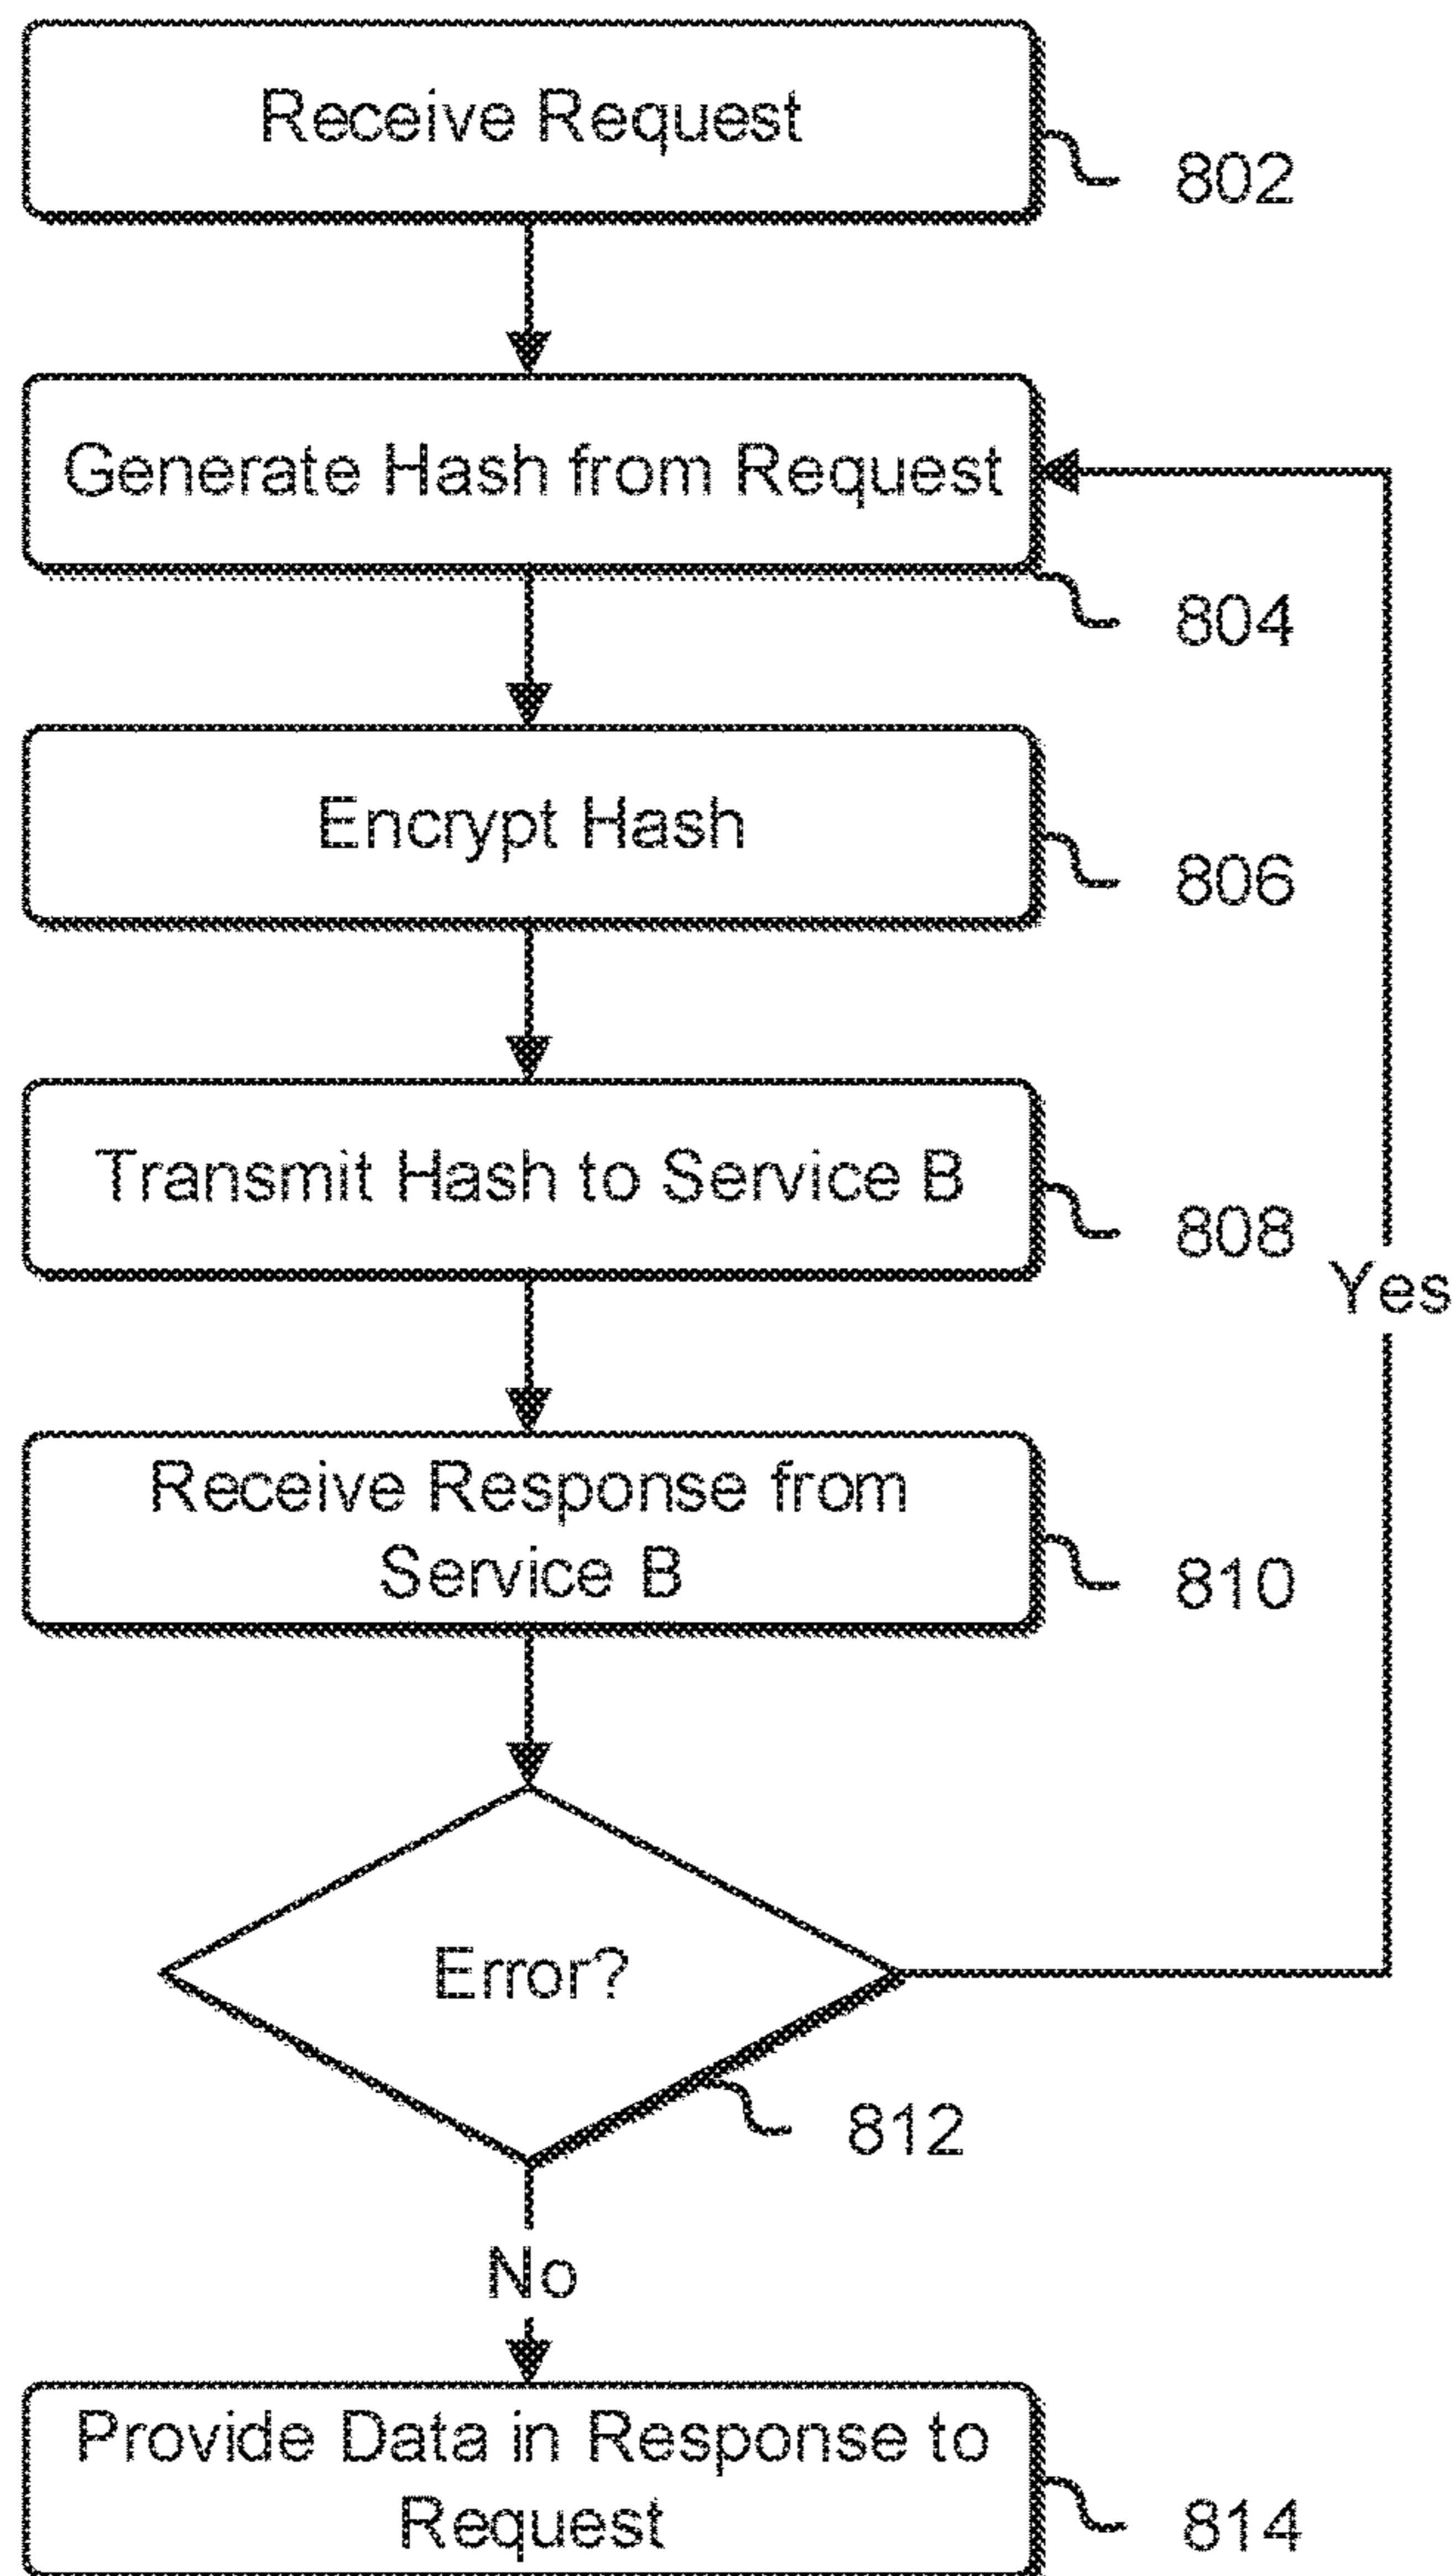 Receive Request
802
Generate Hash from Request
804
Encrypt Hash
806
Transmit Hash to Service B
808
Yes
Receive Response from
Service B
810
Error?
812
No
Provide Data in Response to
Request
814